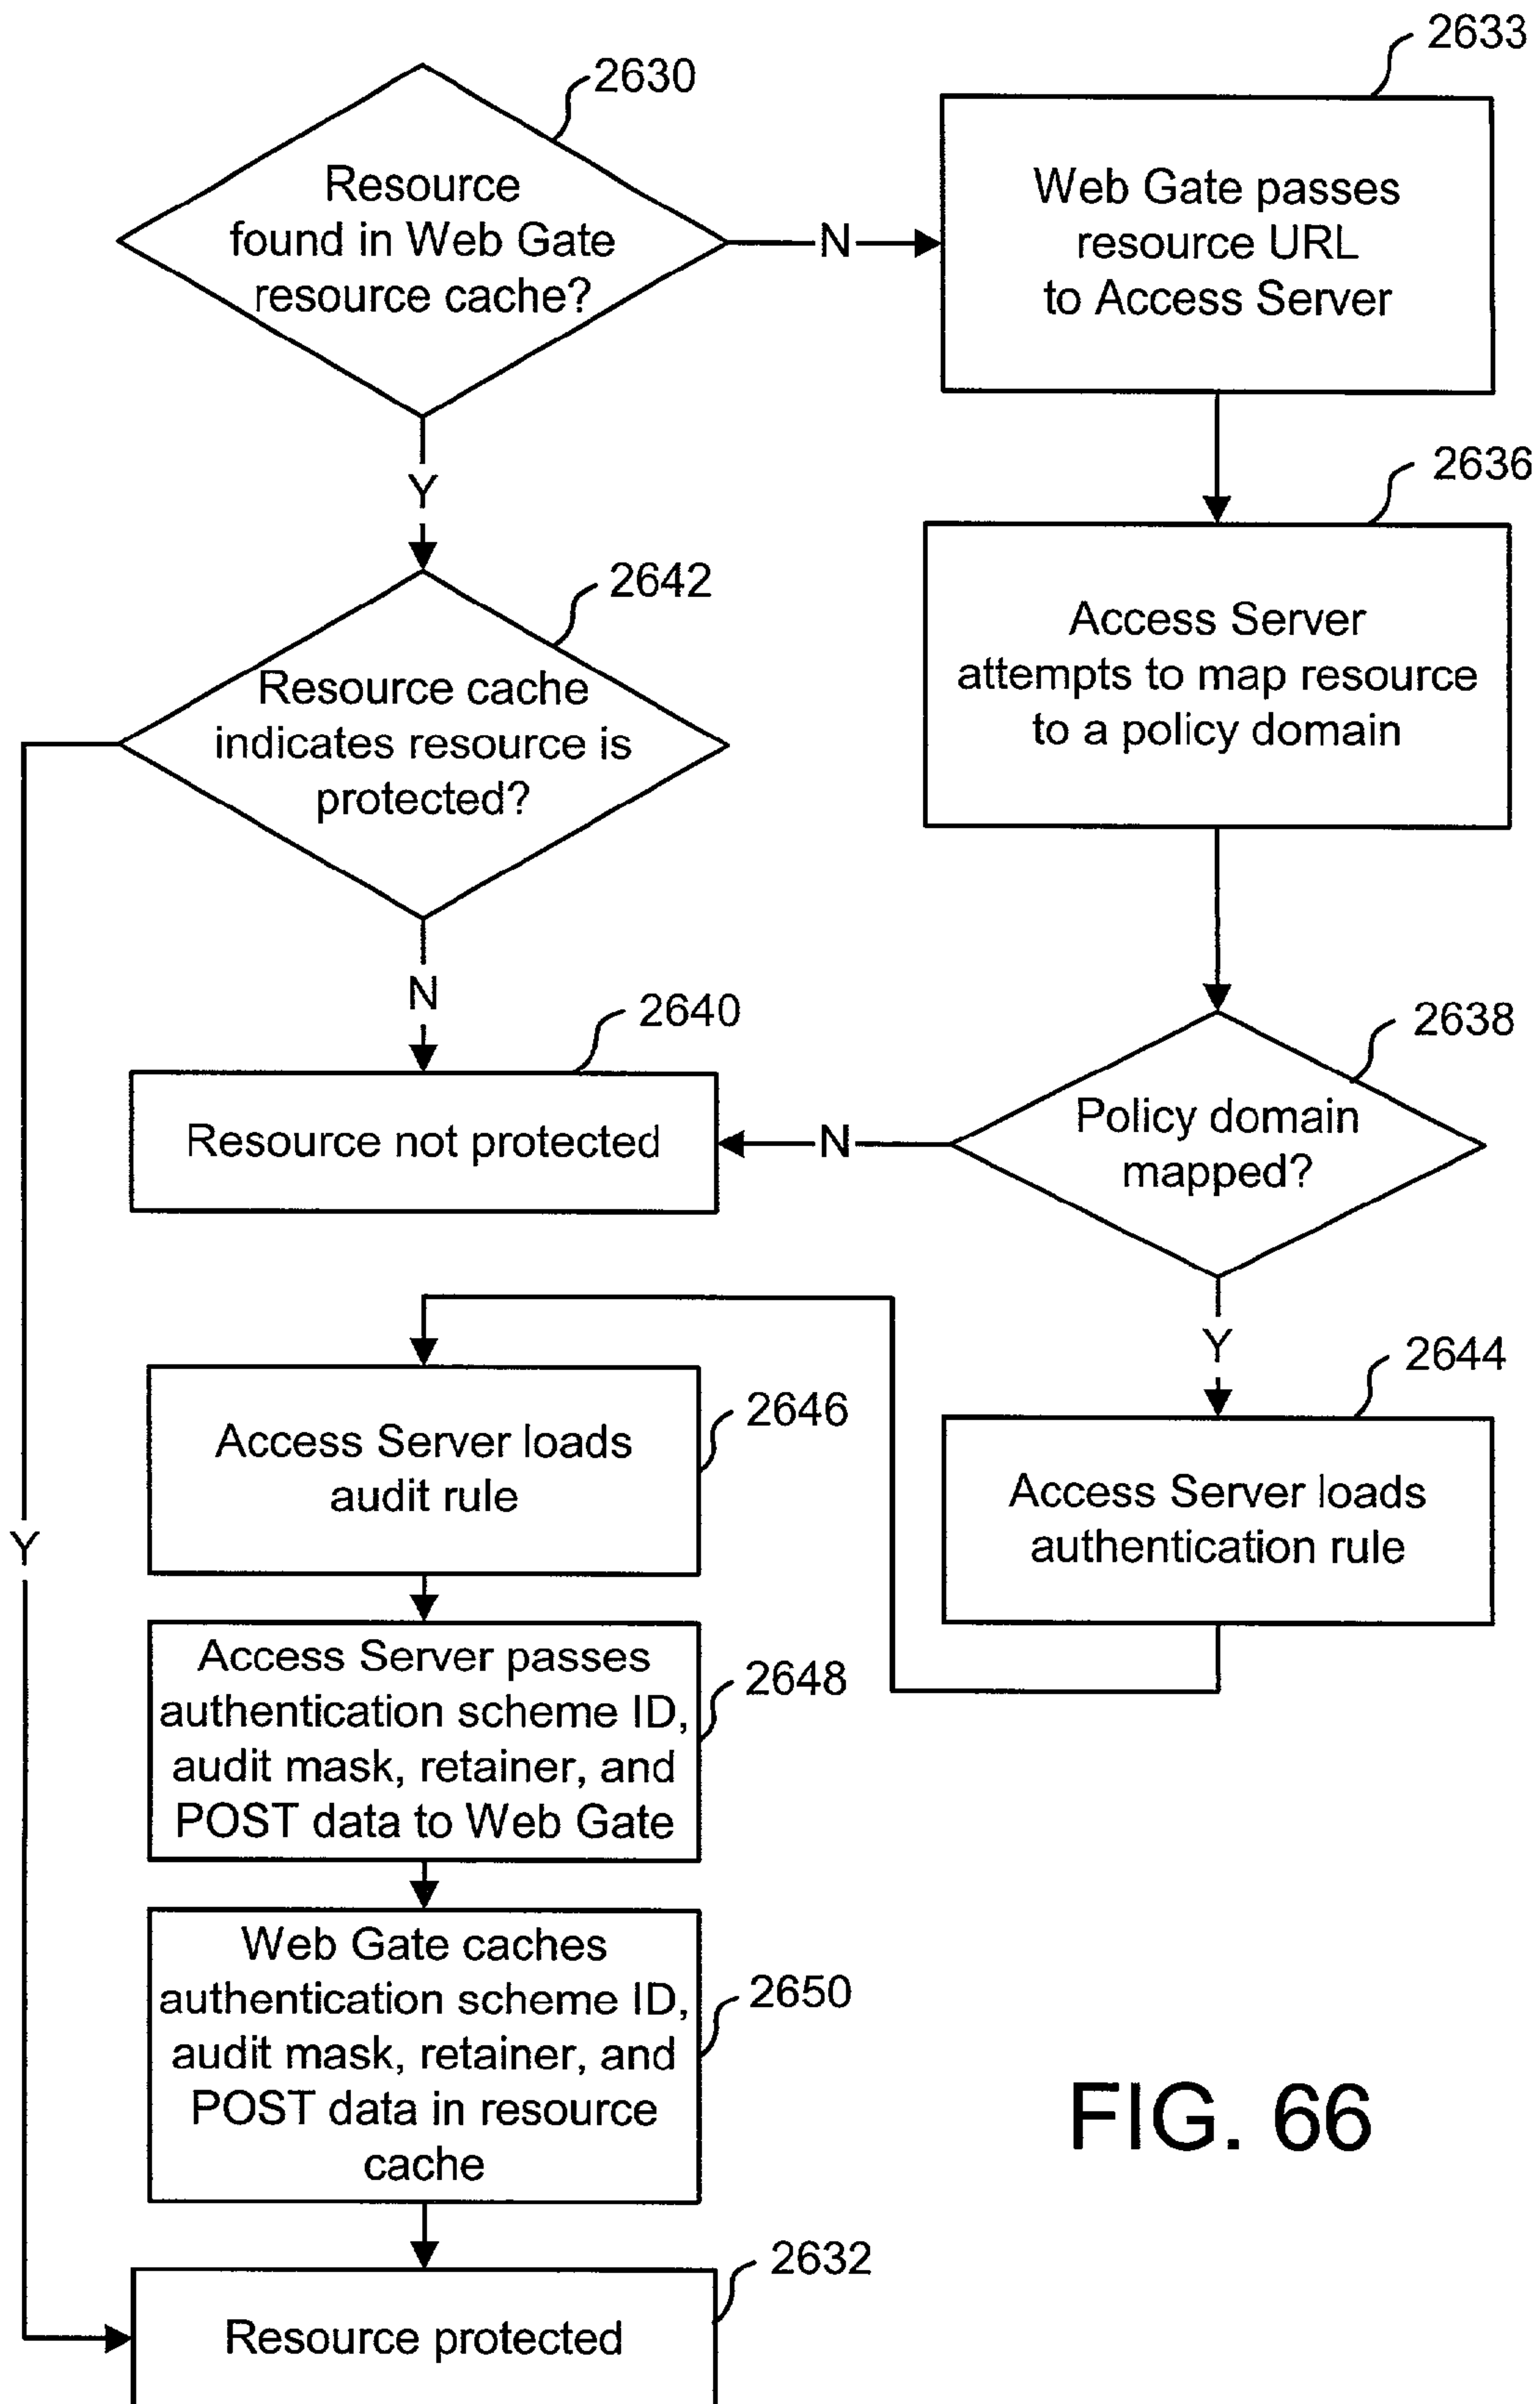 2633
2630
Resource
found in Web Gate
resource cache?
N
Web Gate passes
resource URL
to Access Server
Y
2636
2642
Access Server
attempts to map resource
to a policy domain
Resource cache
indicates resource is
protected?
N
2640
2638
Resource not protected
N
Policy domain
mapped?
Y
2644
2646
Access Server loads
audit rule
Access Server loads
authentication rule
Y
Access Server passes
authentication scheme ID,
audit mask, retainer, and
POST data to Web Gate
2648
Web Gate caches
authentication scheme ID,
audit mask, retainer, and
POST data in resource
cache
2650
FIG. 66
2632
Resource protected